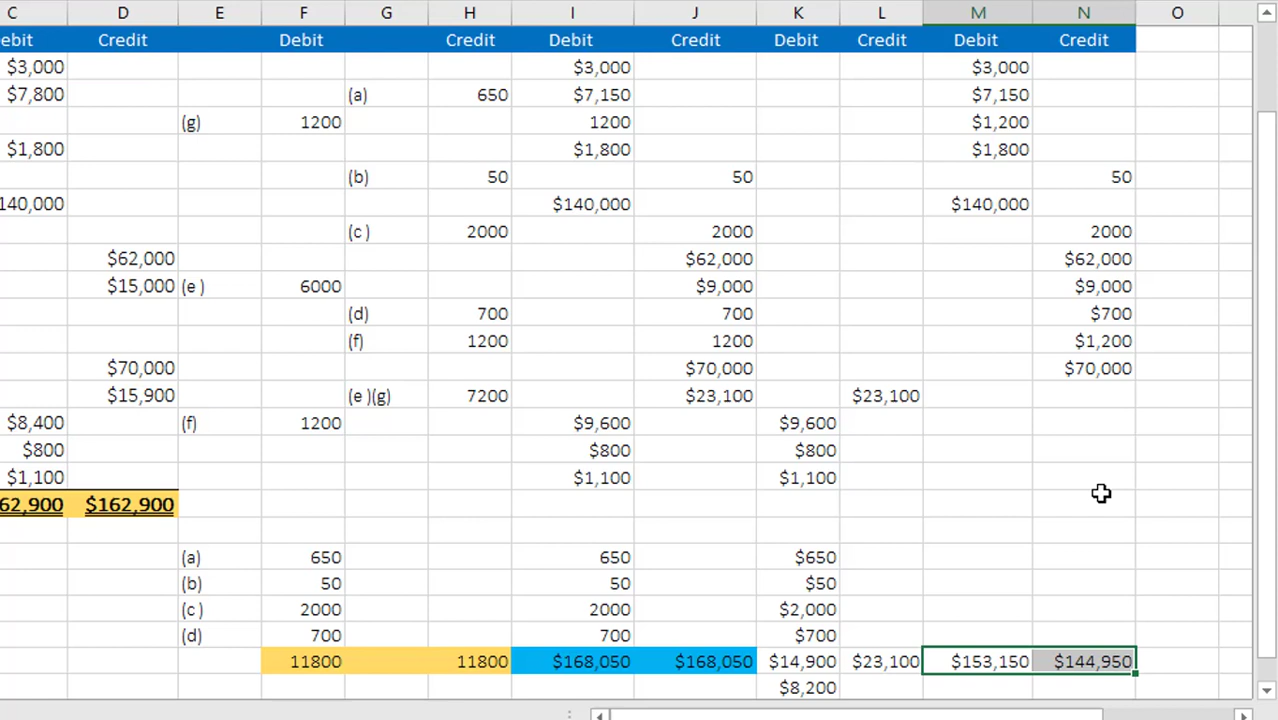 C D E F G H I J K L M N O
ebit Credit Debit Credit Debit Credit Debit Credit Debit Credit
$3,000 $3,000 $3,000
$7,800 (a) 650 $7,150 $7,150
(g) 1200 1200 $1,200
$1,800 $1,800 $1,800
(b) 50 50 50
140,000 $140,000 $140,000
(c ) 2000 2000 2000
$62,000 $62,000 $62,000
$15,000 (e ) 6000 $9,000 $9,000
(d) 700 700 $700
(f) 1200 1200 $1,200
$70,000 $70,000 $70,000
$15,900 (e )(g) 7200 $23,100 $23,100
$8,400 (f) 1200 $9,600 $9,600
$800 $800 $800
$1,100 $1,100 $1,100
62,900 $162,900
(a) 650 650 $650
(b) 50 50 $50
(c ) 2000 2000 $2,000
(d) 700 700 $700
11800 11800 $168,050 $168,050 $14,900 $23,100 $153,150 $144,950
$8,200